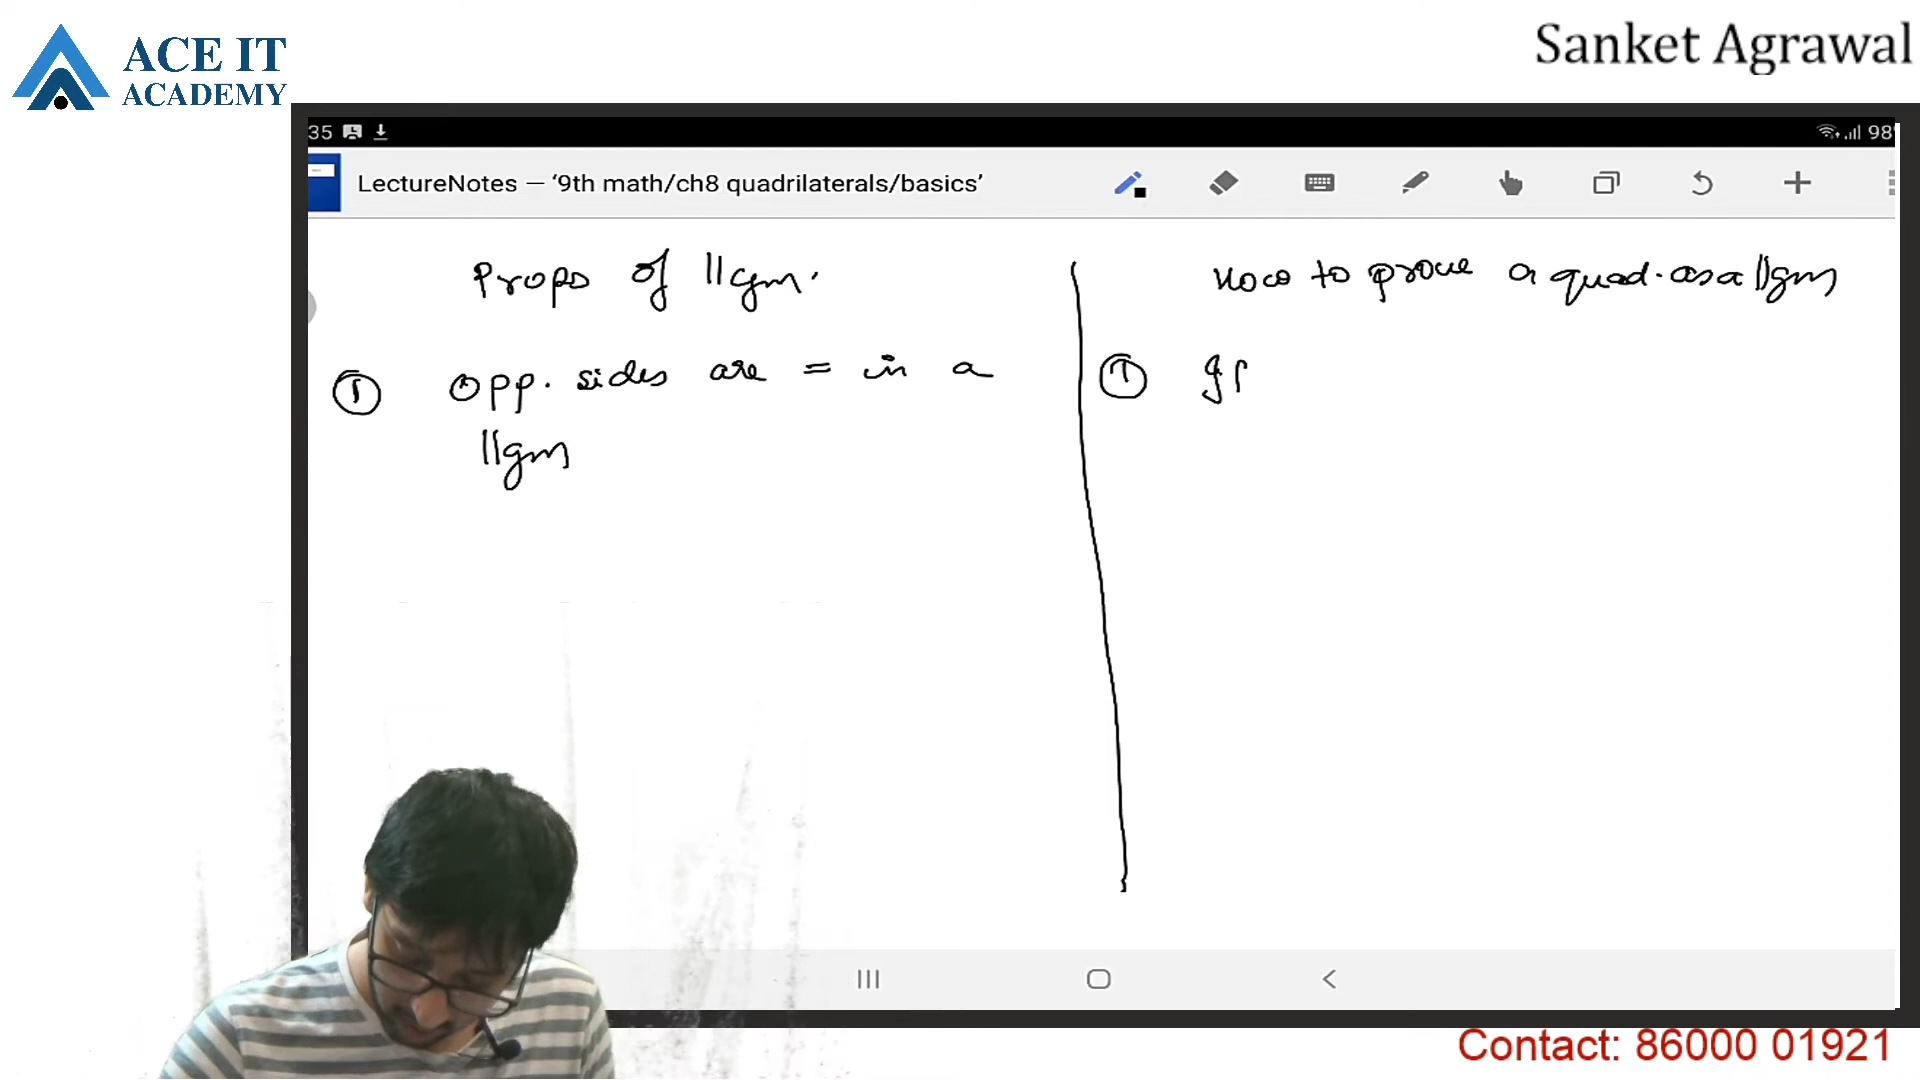 ACE IT
ACADEMY
Sanket Agrawal
35
98
LectureNotes — ‘9th math/ch8 quadrilaterals/basics’
Props of ||gm.
How to prove a quad. as a ||gm
① Opp. sides are = in a
||gm
① If
Contact: 86000 01921